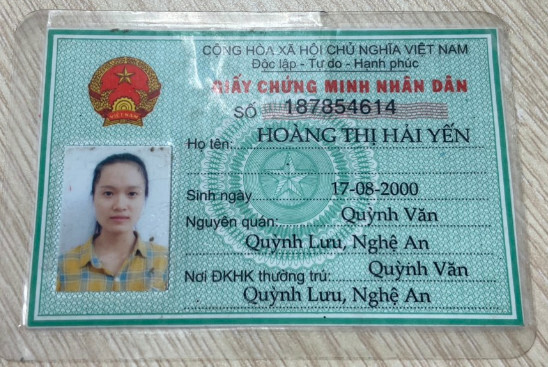 CỘNG HÒA XÃ HỘI CHỦ NGHĨA VIỆT NAM
Độc lập - Tự do - Hạnh phúc
GIẤY CHỨNG MINH NHÂN DÂN
SỐ 187854614
Họ tên: HOÀNG THỊ HẢI YẾN
Sinh ngày 17-08-2000
Nguyên quán: Quỳnh Văn
Quỳnh Lưu, Nghệ An
Nơi ĐKHK thường trú: Quỳnh Văn
Quỳnh Lưu, Nghệ An
VIỆT NAM